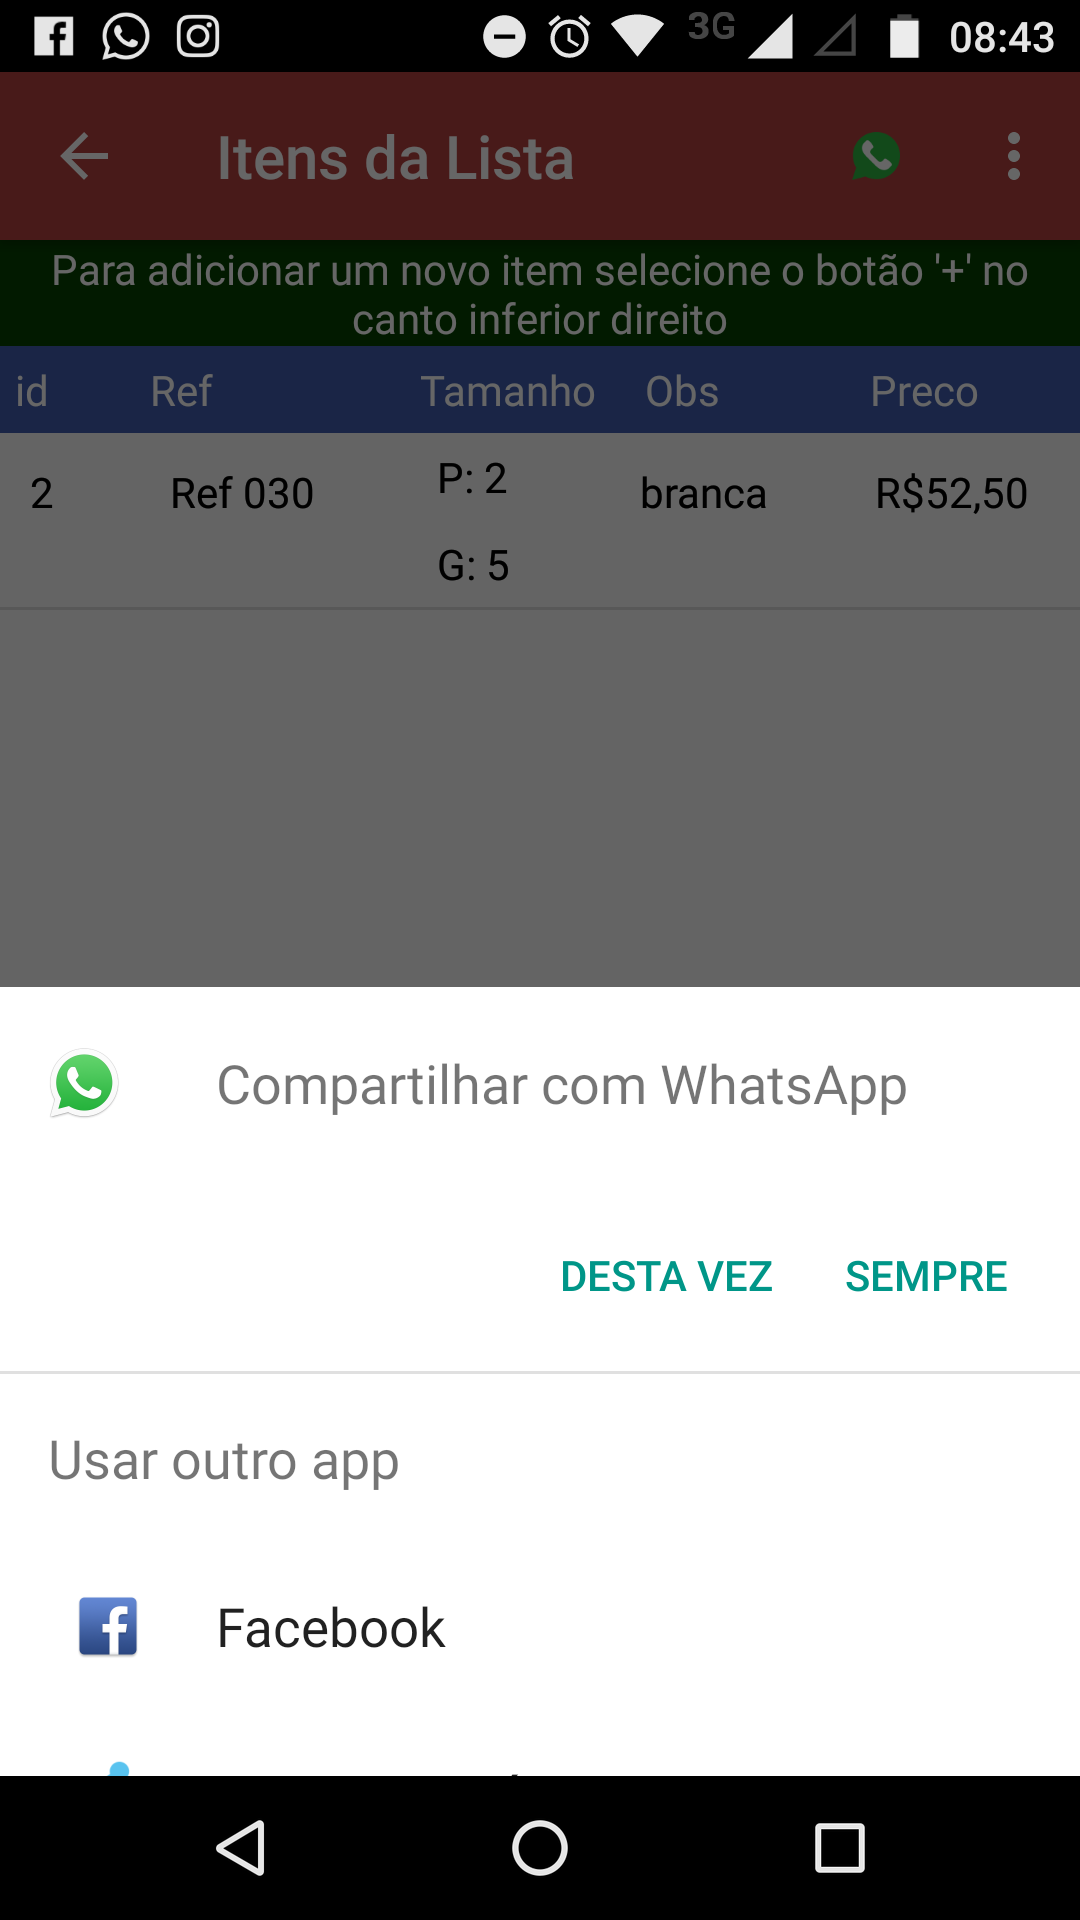 3G 08:43
Itens da Lista
Para adicionar um novo item selecione o botão '+' no
canto inferior direito
id Ref Tamanho Obs Preco
2 Ref 030 P: 2 branca R$52,50
G: 5
Compartilhar com WhatsApp
DESTA VEZ SEMPRE
Usar outro app
Facebook